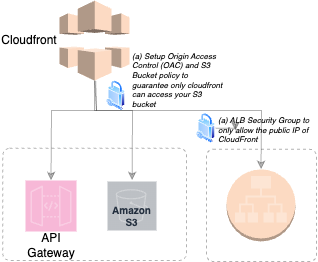 Cloudfront
(a) Setup Origin Access
Control (OAC) and S3
Bucket policy to
guarantee only cloudfront
can access your S3
bucket
(a) ALB Security Group to
only allow the public IP of
CloudFront
Amazon
S3
API
Gateway